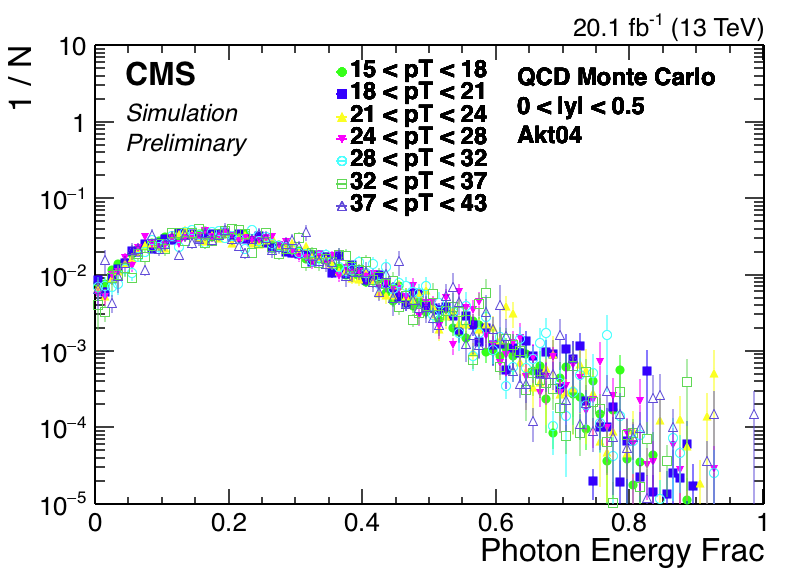 20.1 fb⁻¹ (13 TeV)
1 / N
CMS
Simulation
Preliminary
15 < pT < 18
18 < pT < 21
21 < pT < 24
24 < pT < 28
28 < pT < 32
32 < pT < 37
37 < pT < 43
QCD Monte Carlo
0 < lyl < 0.5
Akt04
10
1
10⁻¹
10⁻²
10⁻³
10⁻⁴
10⁻⁵
0 0.2 0.4 0.6 0.8 1
Photon Energy Frac